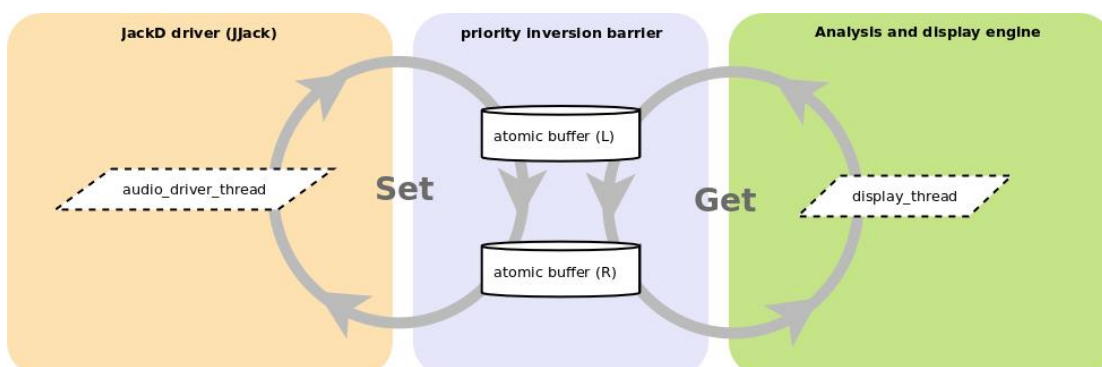 JackD driver (JJack)
priority inversion barrier
Analysis and display engine
atomic buffer (L)
audio_driver_thread
Set
Get
display_thread
atomic buffer (R)